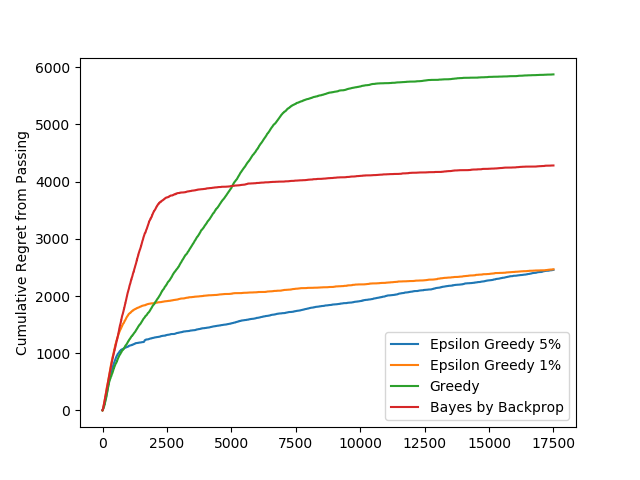 6000
5000
4000
3000
2000
1000
0
Cumulative Regret from Passing
Epsilon Greedy 5%
Epsilon Greedy 1%
Greedy
Bayes by Backprop
0 2500 5000 7500 10000 12500 15000 17500